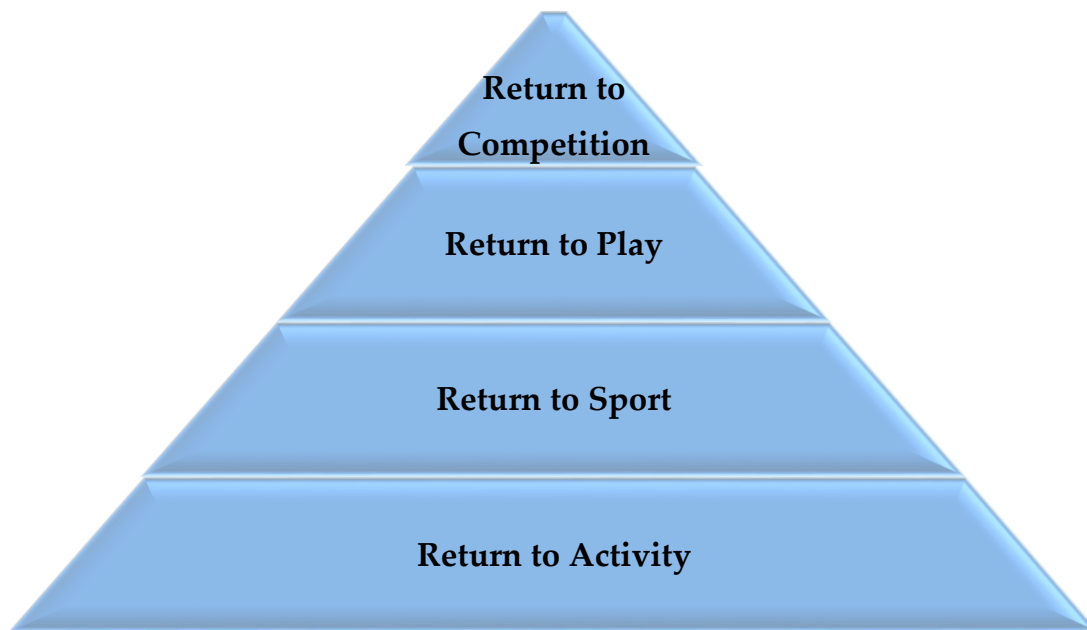 Return to
Competition
Return to Play
Return to Sport
Return to Activity